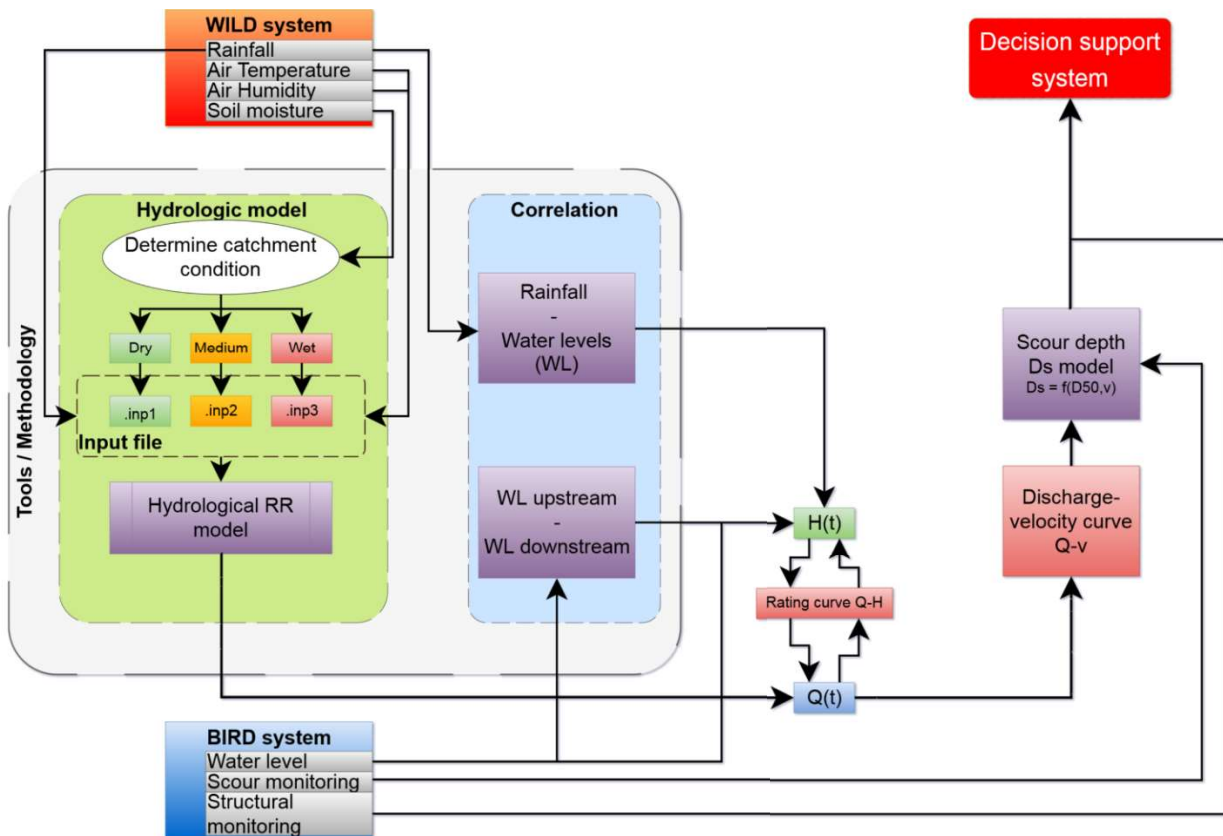 WILD system
Rainfall
Air Temperature
Air Humidity
Soil moisture
Decision support
system
Tools / Methodology
Hydrologic model
Determine catchment
condition
Dry
Medium
Wet
.inp1
.inp2
.inp3
Input file
Hydrological RR
model
Correlation
Rainfall
-
Water levels
(WL)
WL upstream
-
WL downstream
H(t)
Rating curve Q-H
Q(t)
Scour depth
Ds model
Ds = f(D50,v)
Discharge-
velocity curve
Q-v
BIRD system
Water level
Scour monitoring
Structural
monitoring